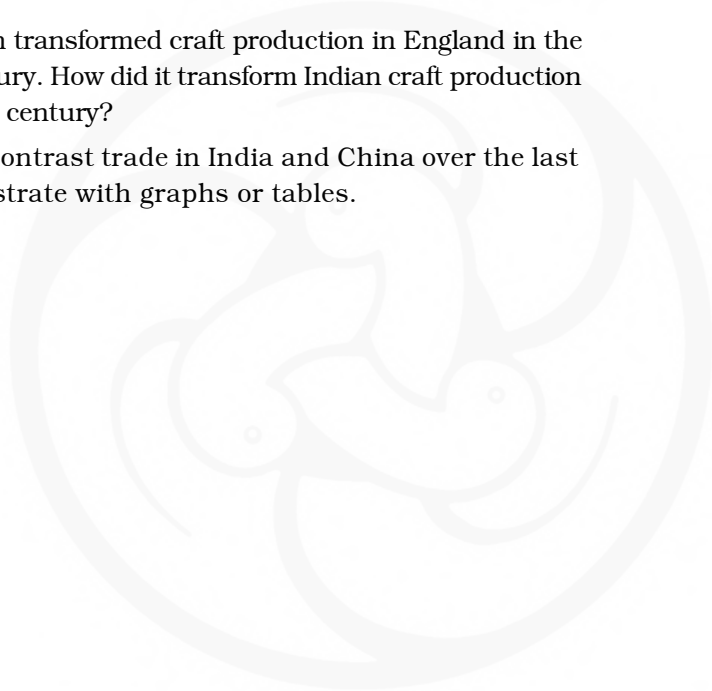 transformed craft production in England in the
ury. How did it transform Indian craft production
century?
ontrast trade in India and China over the last
strate with graphs or tables.